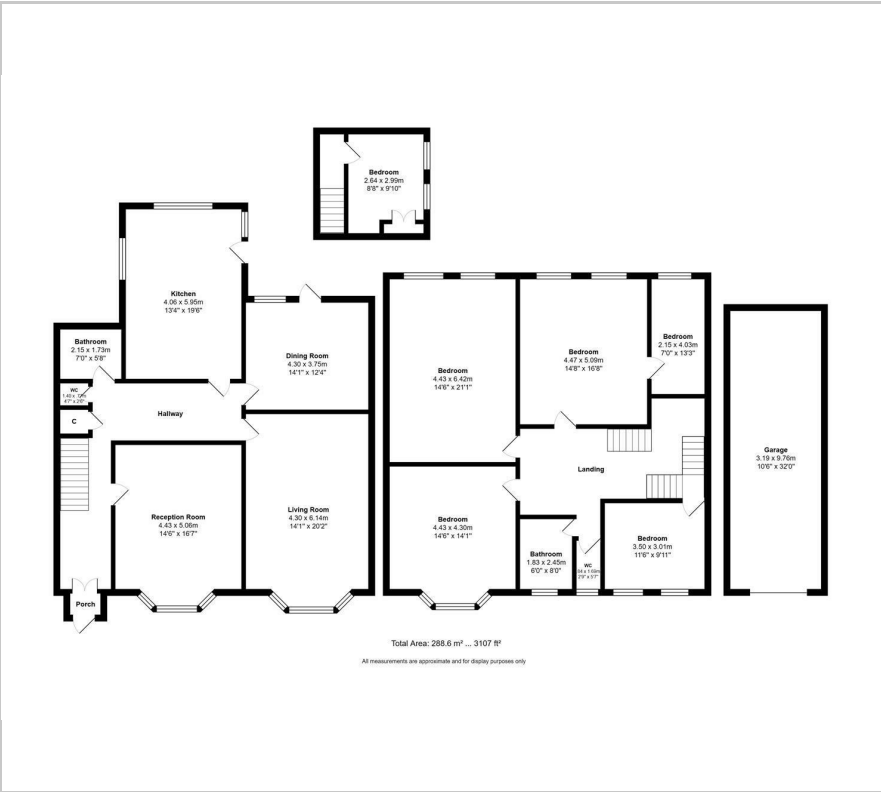 Bedroom
2.64 x 2.99m
8'8" x 9'10"
Kitchen
4.06 x 5.95m
13'4" x 19'6"
Bathroom
2.15 x 1.73m
7'0" x 5'8"
WC
C
Hallway
Dining Room
4.30 x 3.75m
14'1" x 12'4"
Reception Room
4.43 x 5.06m
14'6" x 16'7"
Living Room
4.30 x 6.14m
14'1" x 20'2"
Porch
Bedroom
4.43 x 6.42m
14'6" x 21'1"
Bedroom
4.47 x 5.09m
14'8" x 16'8"
Bedroom
2.15 x 4.03m
7'0" x 13'3"
Landing
Bedroom
4.43 x 4.30m
14'6" x 14'1"
Bathroom
1.83 x 2.45m
6'0" x 8'0"
WC
2'9" x 5'7"
Bedroom
3.50 x 3.01m
11'6" x 9'11"
Garage
3.19 x 9.76m
10'6" x 32'0"
Total Area: 288.6 m² ... 3107 ft²
All measurements are approximate and for display purposes only